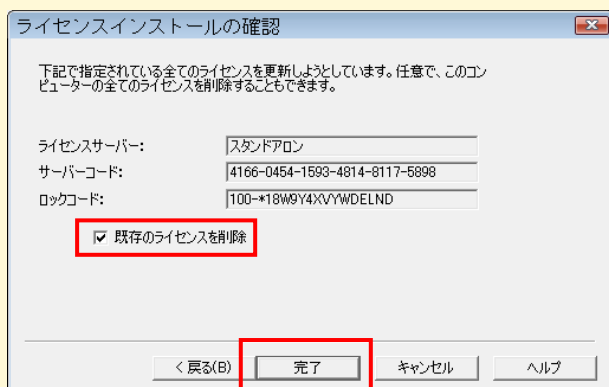 ライセンスインストールの確認
下記で指定されている全てのライセンスを更新しようとしています。任意で、このコン
ピューターの全てのライセンスを削除することもできます。
ライセンスサーバー: スタンドアロン
サーバーコード: 4166-0454-1593-4814-8117-5898
ロックコード: 100-*18W9Y4XVYWDELND
既存のライセンスを削除
< 戻る(B) 完了 キャンセル ヘルプ